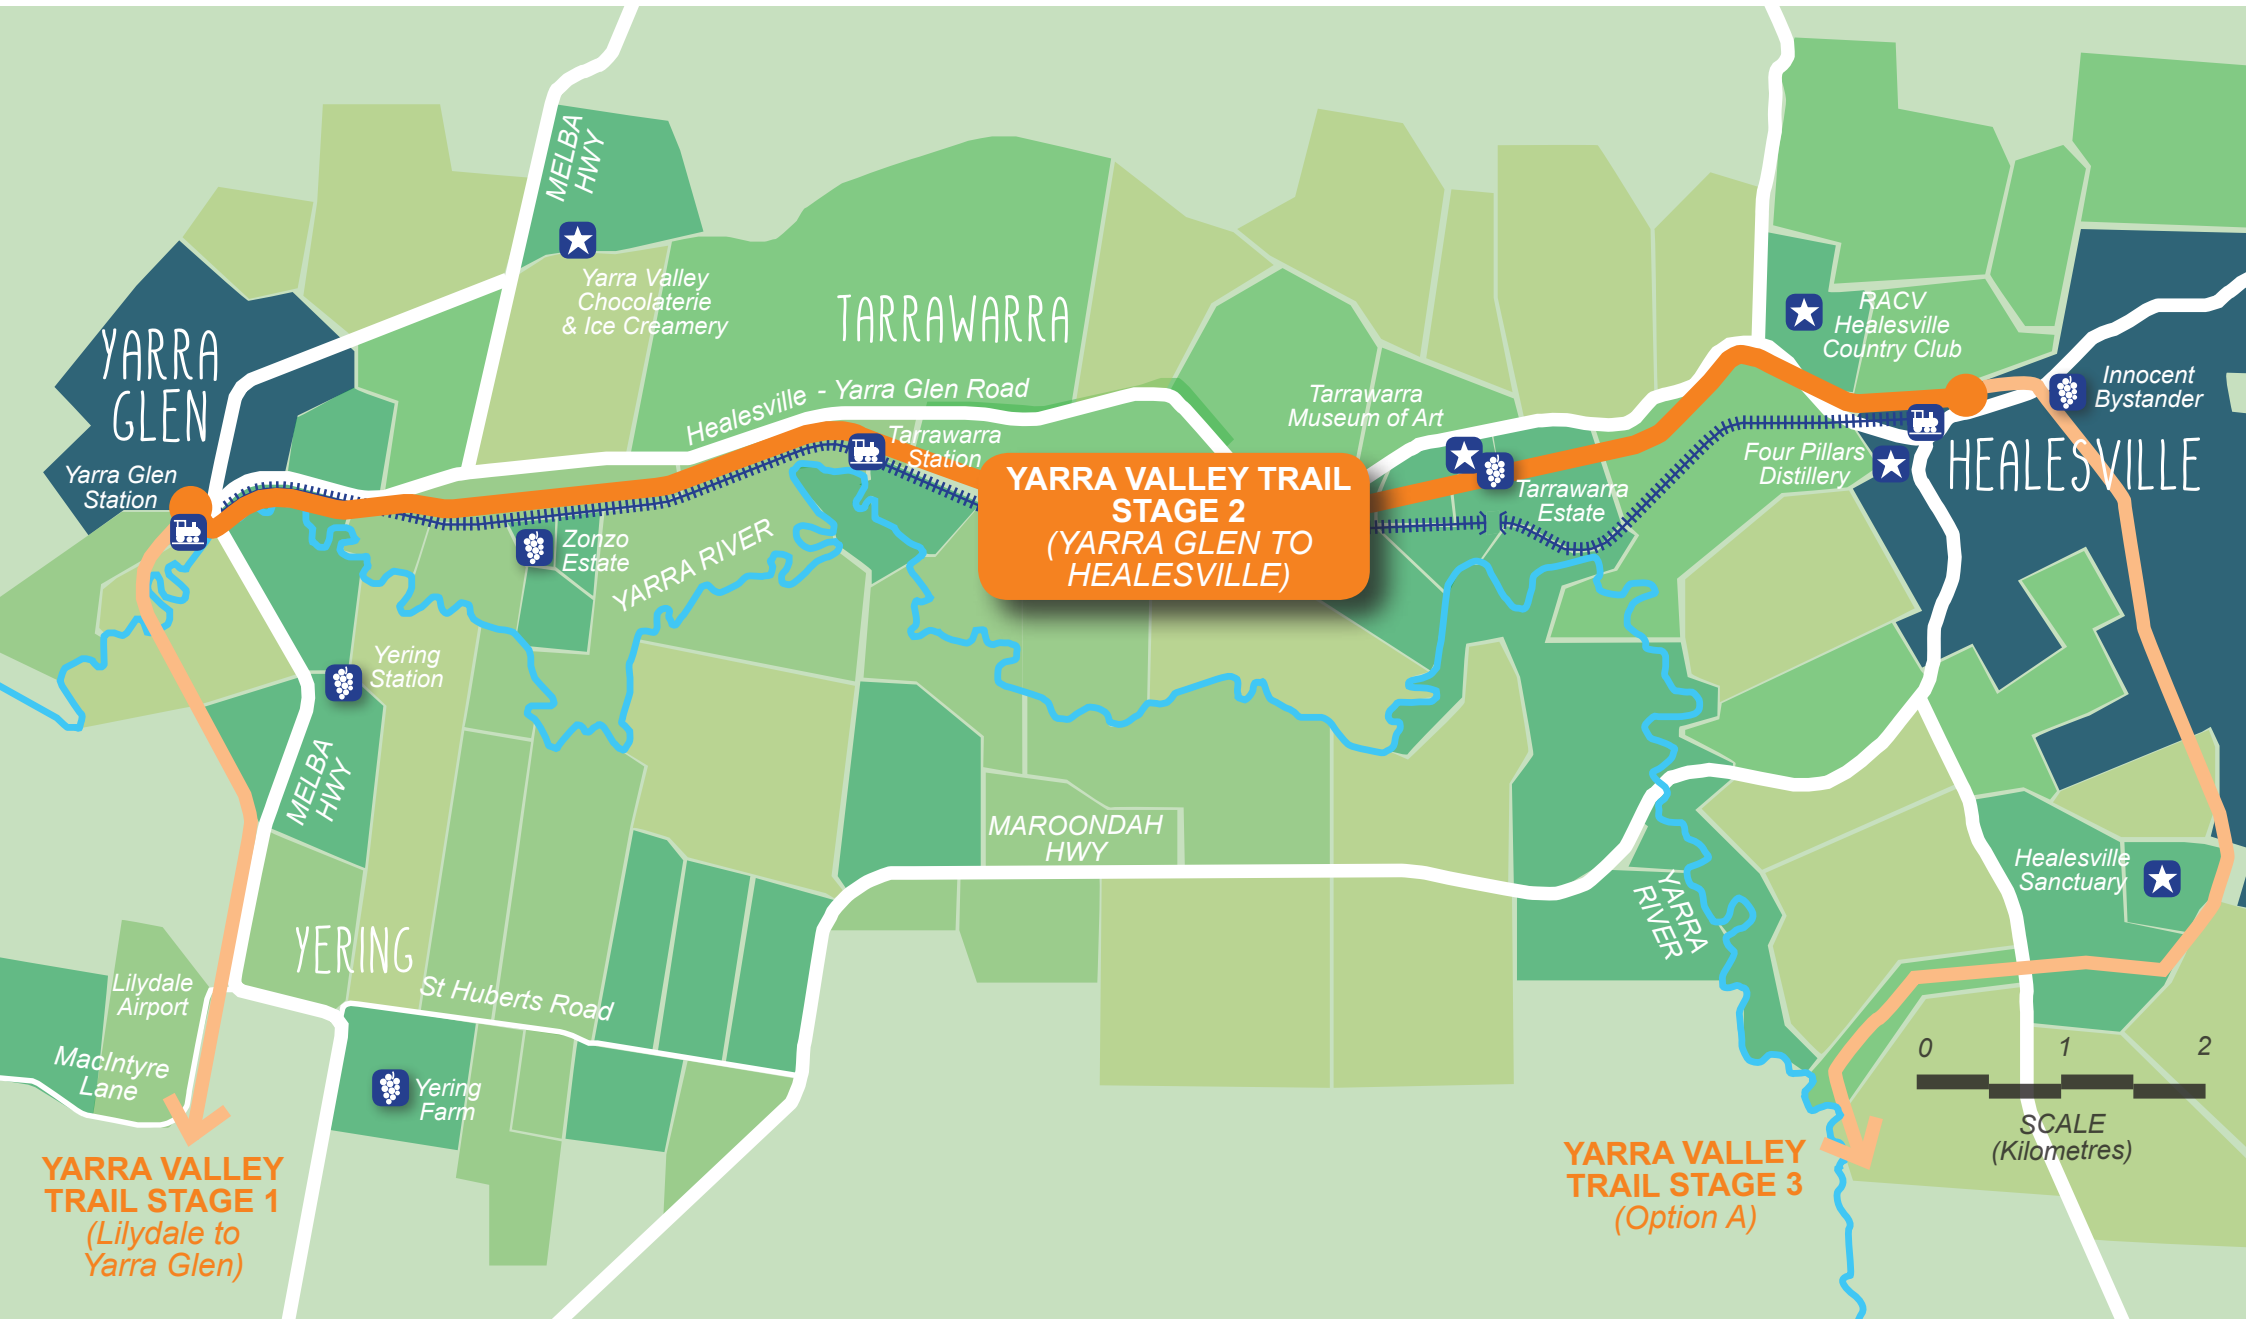 MELBA
HWY
Yarra Valley
Chocolaterie
& Ice Creamery
TARRAWARRA
RACV
Healesville
Country Club
YARRA
GLEN
Healesville - Yarra Glen Road
Tarrawarra
Museum of Art
Innocent
Bystander
Yarra Glen
Station
Tarrawarra
Station
Four Pillars
Distillery
HEALESVILLE
YARRA VALLEY TRAIL
STAGE 2
(YARRA GLEN TO
HEALESVILLE)
Tarrawarra
Estate
Zonzo
Estate
YARRA RIVER
Yering
Station
MELBA
HWY
MAROONDAH
HWY
YARRA
RIVER
Healesville
Sanctuary
YERING
St Huberts Road
Lilydale
Airport
MacIntyre
Lane
Yering
Farm
0 1 2
SCALE
(Kilometres)
YARRA VALLEY
TRAIL STAGE 1
(Lilydale to
Yarra Glen)
YARRA VALLEY
TRAIL STAGE 3
(Option A)